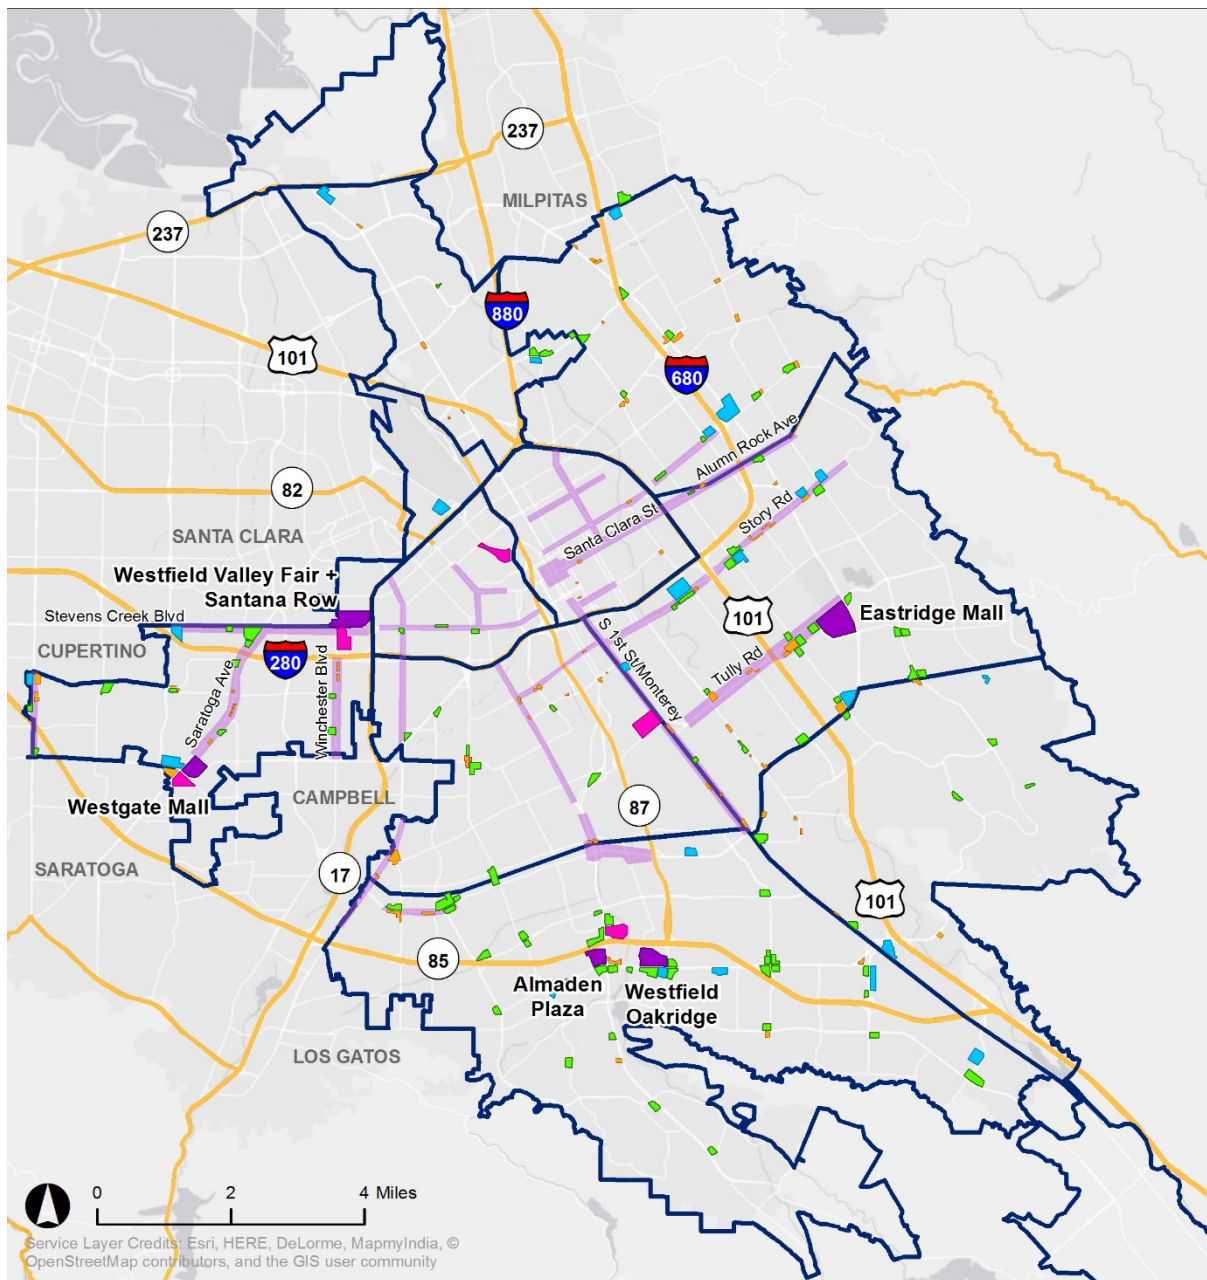 237
MILPITAS
237
880
101
680
Alumn Rock Ave
82
Story Rd
SANTA CLARA
Santa Clara St
Westfield Valley Fair +
Santana Row
Stevens Creek Blvd
101
Eastridge Mall
CUPERTINO
280
S 1st St/Monterey
Tully Rd
Saratoga Ave
Winchester Blvd
Westgate Mall
CAMPBELL
87
SARATOGA
17
101
85
Almaden
Plaza
Westfield
Oakridge
LOS GATOS
0 2 4 Miles
Service Layer Credits: Esri, HERE, DeLorme, MapmyIndia, ©
OpenStreetMap contributors, and the GIS user community